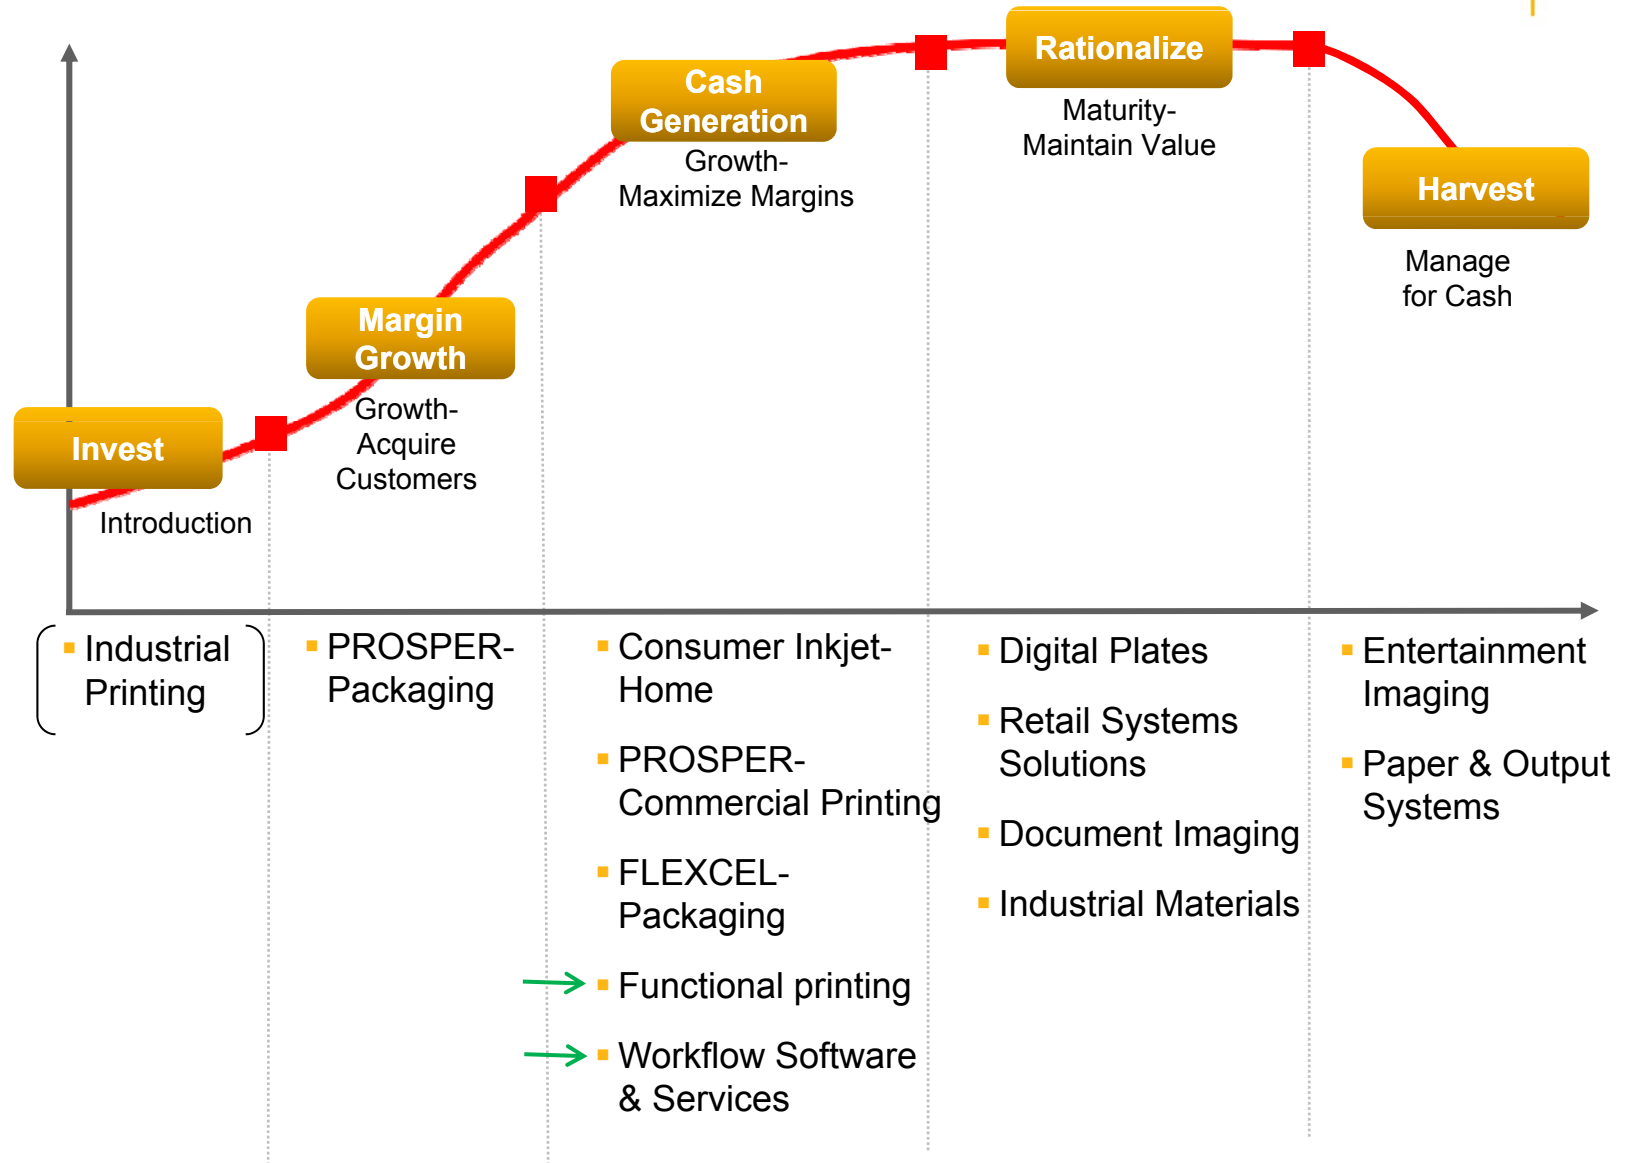 Invest
Introduction
Margin
Growth
Growth-
Acquire
Customers
Cash
Generation
Growth-
Maximize Margins
Rationalize
Maturity-
Maintain Value
Harvest
Manage
for Cash
Industrial
Printing
PROSPER-
Packaging
Consumer Inkjet-
Home
PROSPER-
Commercial Printing
FLEXCEL-
Packaging
Functional printing
Workflow Software
& Services
Digital Plates
Retail Systems
Solutions
Document Imaging
Industrial Materials
Entertainment
Imaging
Paper & Output
Systems